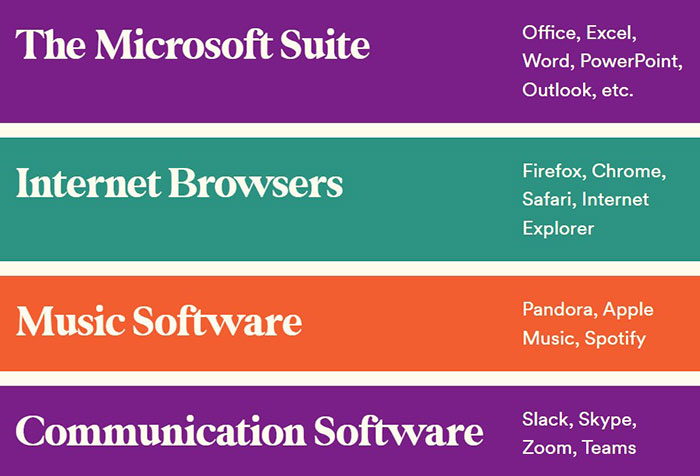 The Microsoft Suite
Office, Excel,
Word, PowerPoint,
Outlook, etc.
Internet Browsers
Firefox, Chrome,
Safari, Internet
Explorer
Music Software
Pandora, Apple
Music, Spotify
Communication Software
Slack, Skype,
Zoom, Teams